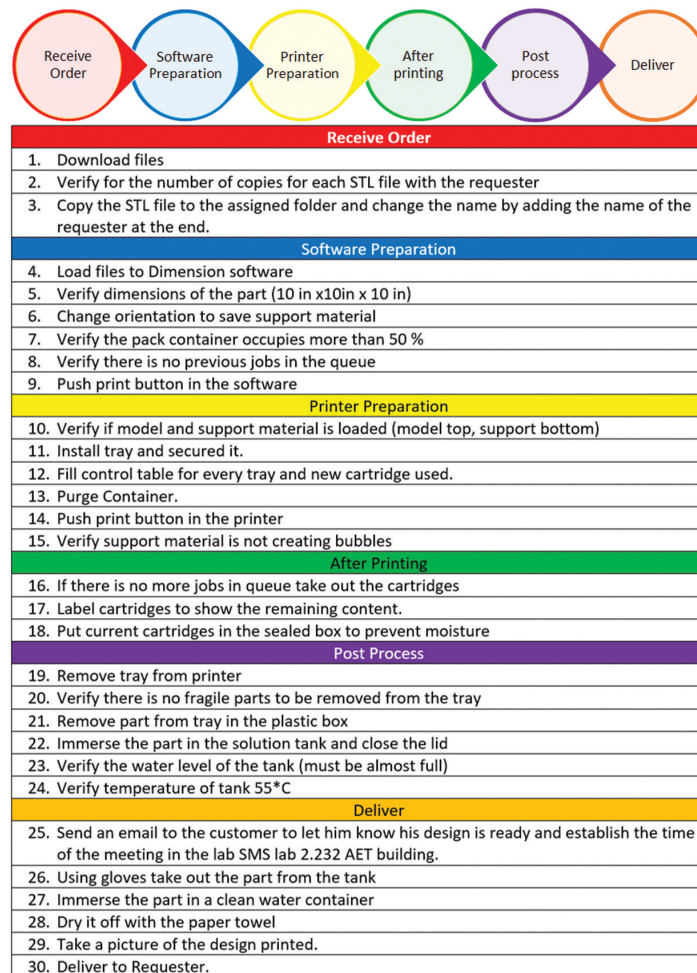 Receive
Order
Software
Preparation
Printer
Preparation
After
printing
Post
process
Deliver
Receive Order
1. Download files
2. Verify for the number of copies for each STL file with the requester
3. Copy the STL file to the assigned folder and change the name by adding the name of the
requester at the end.
Software Preparation
4. Load files to Dimension software
5. Verify dimensions of the part (10 in x10in x 10 in)
6. Change orientation to save support material
7. Verify the pack container occupies more than 50 %
8. Verify there is no previous jobs in the queue
9. Push print button in the software
Printer Preparation
10. Verify if model and support material is loaded (model top, support bottom)
11. Install tray and secured it.
12. Fill control table for every tray and new cartridge used.
13. Purge Container.
14. Push print button in the printer
15. Verify support material is not creating bubbles
After Printing
16. If there is no more jobs in queue take out the cartridges
17. Label cartridges to show the remaining content.
18. Put current cartridges in the sealed box to prevent moisture
Post Process
19. Remove tray from printer
20. Verify there is no fragile parts to be removed from the tray
21. Remove part from tray in the plastic box
22. Immerse the part in the solution tank and close the lid
23. Verify the water level of the tank (must be almost full)
24. Verify temperature of tank 55*C
Deliver
25. Send an email to the customer to let him know his design is ready and establish the time
of the meeting in the lab SMS lab 2.232 AET building.
26. Using gloves take out the part from the tank
27. Immerse the part in a clean water container
28. Dry it off with the paper towel
29. Take a picture of the design printed.
30. Deliver to Requester.